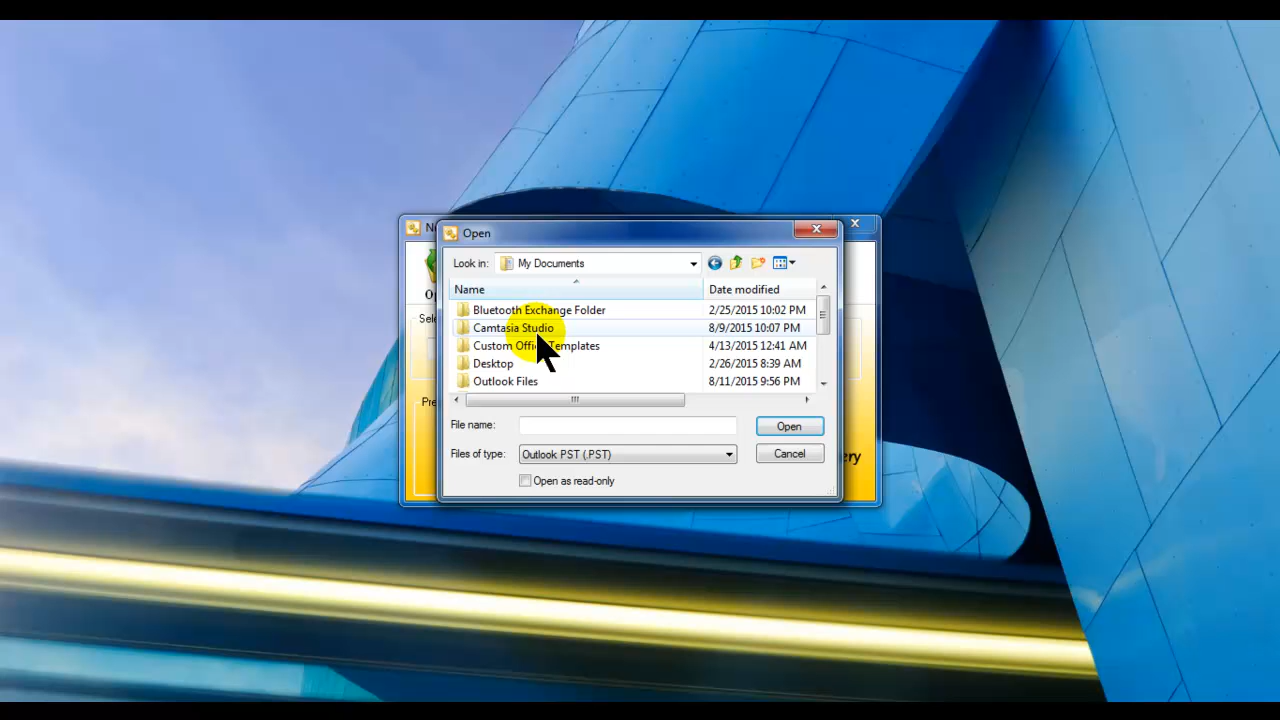 Open
Look in: My Documents
Name Date modified
Bluetooth Exchange Folder 2/25/2015 10:02 PM
Camtasia Studio 8/9/2015 10:07 PM
Custom Office Templates 4/13/2015 12:41 AM
Desktop 2/26/2015 8:39 AM
Outlook Files 8/11/2015 9:56 PM
File name: Open
Files of type: Outlook PST (.PST) Cancel
Open as read-only